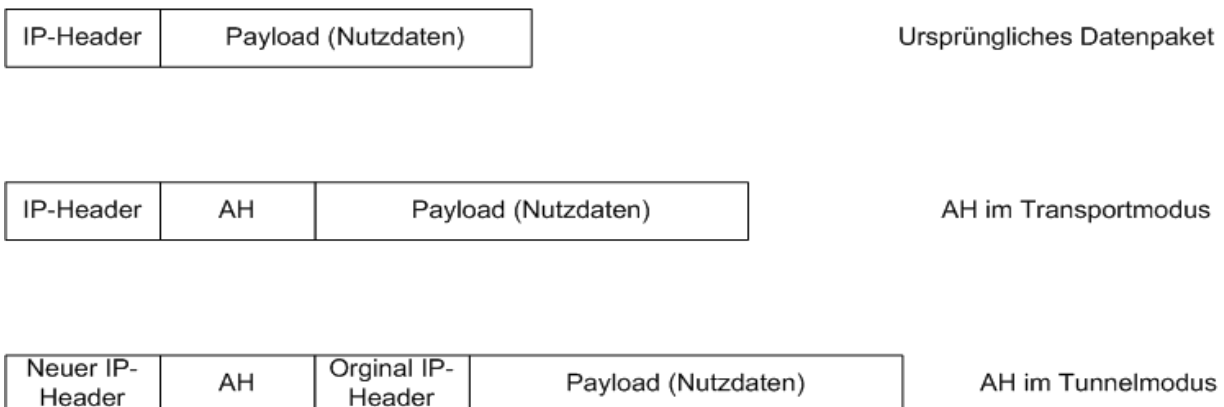 IP-Header Payload (Nutzdaten) Ursprüngliches Datenpaket
IP-Header AH Payload (Nutzdaten) AH im Transportmodus
Neuer IP-
Header AH Orginal IP-
Header Payload (Nutzdaten) AH im Tunnelmodus